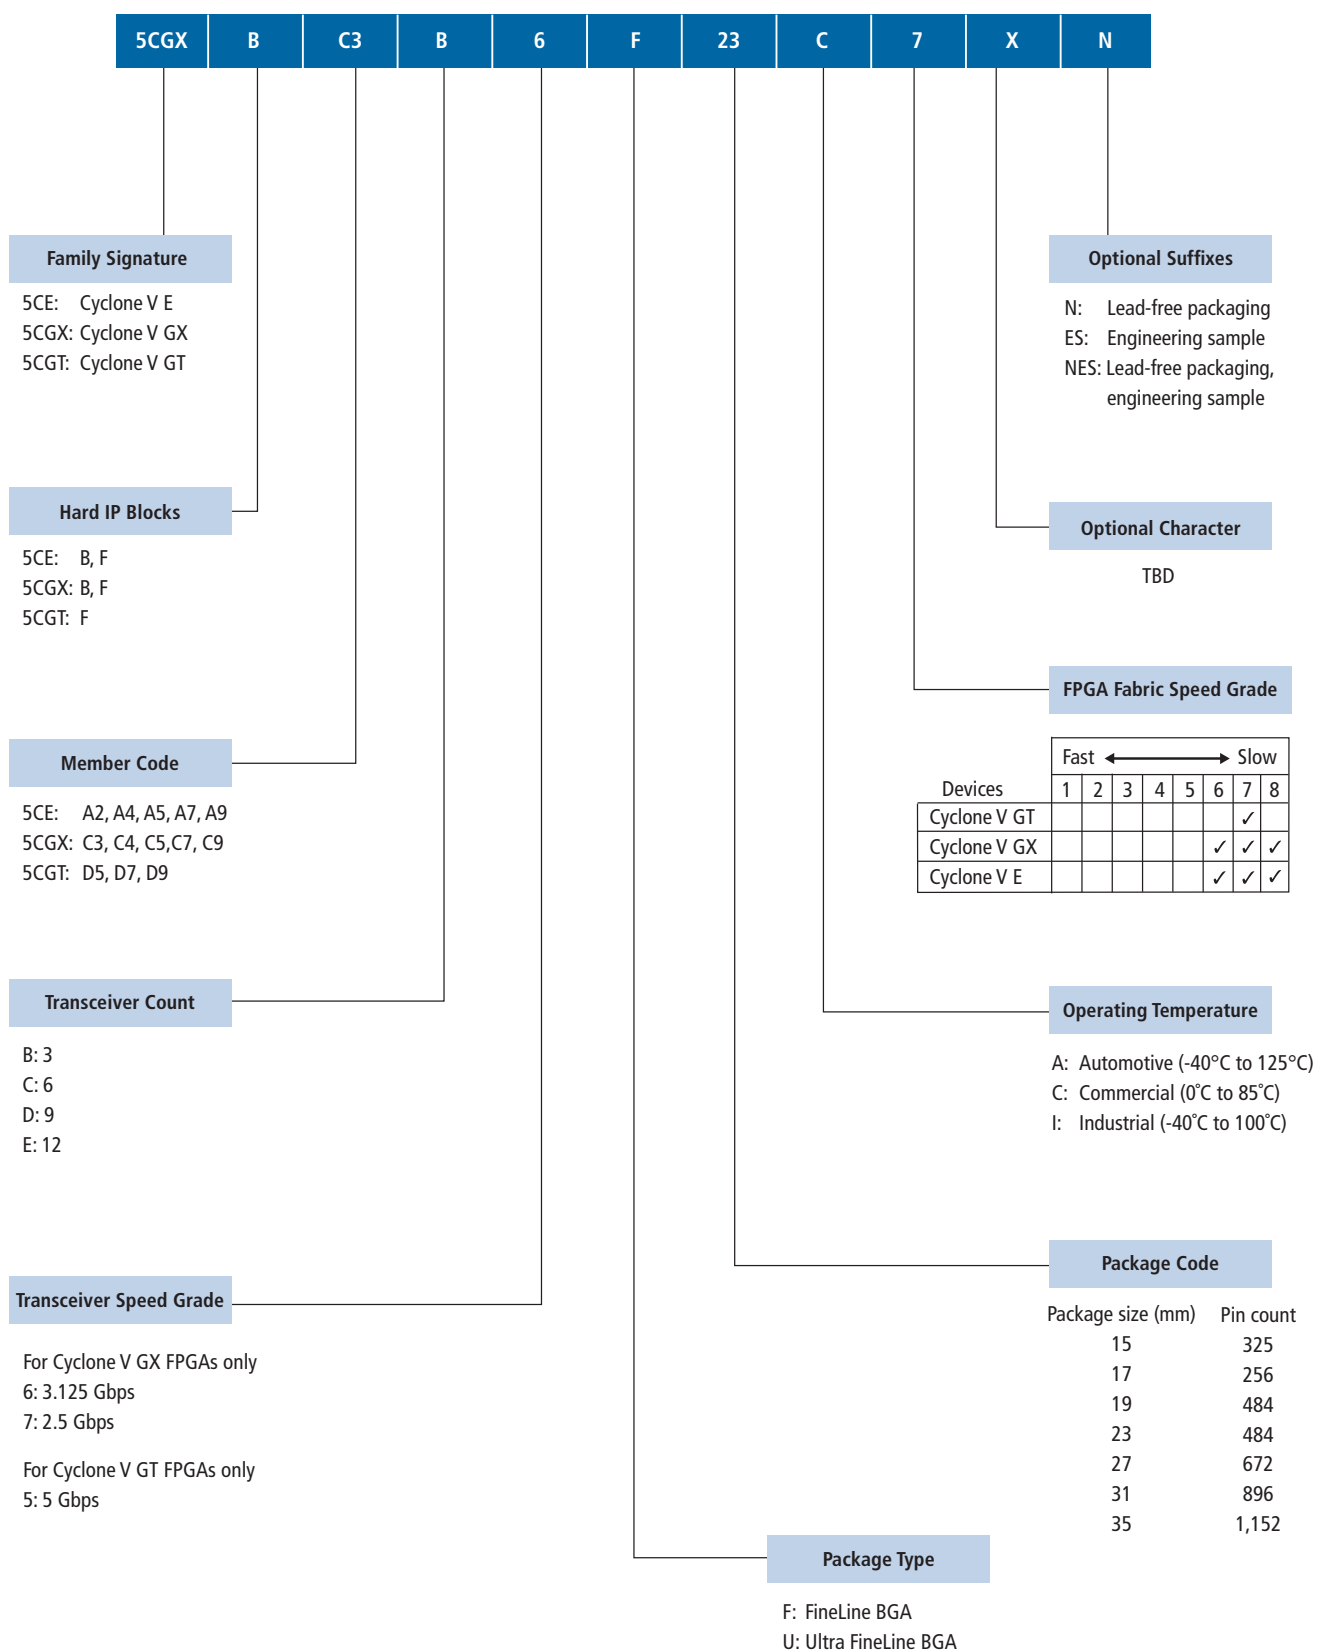 5CGX B C3 B 6 F 23 C 7 X N
Family Signature
5CE: Cyclone V E
5CGX: Cyclone V GX
5CGT: Cyclone V GT
Hard IP Blocks
5CE: B, F
5CGX: B, F
5CGT: F
Member Code
5CE: A2, A4, A5, A7, A9
5CGX: C3, C4, C5,C7, C9
5CGT: D5, D7, D9
Transceiver Count
B: 3
C: 6
D: 9
E: 12
Transceiver Speed Grade
For Cyclone V GX FPGAs only
6: 3.125 Gbps
7: 2.5 Gbps
For Cyclone V GT FPGAs only
5: 5 Gbps
Optional Suffixes
N: Lead-free packaging
ES: Engineering sample
NES: Lead-free packaging,
engineering sample
Optional Character
TBD
FPGA Fabric Speed Grade
Fast Slow
Devices 1 2 3 4 5 6 7 8
Cyclone V GT ✓
Cyclone V GX ✓ ✓ ✓
Cyclone V E ✓ ✓ ✓
Operating Temperature
A: Automotive (-40°C to 125°C)
C: Commercial (0°C to 85°C)
I: Industrial (-40°C to 100°C)
Package Code
Package size (mm) Pin count
15 325
17 256
19 484
23 484
27 672
31 896
35 1,152
Package Type
F: FineLine BGA
U: Ultra FineLine BGA